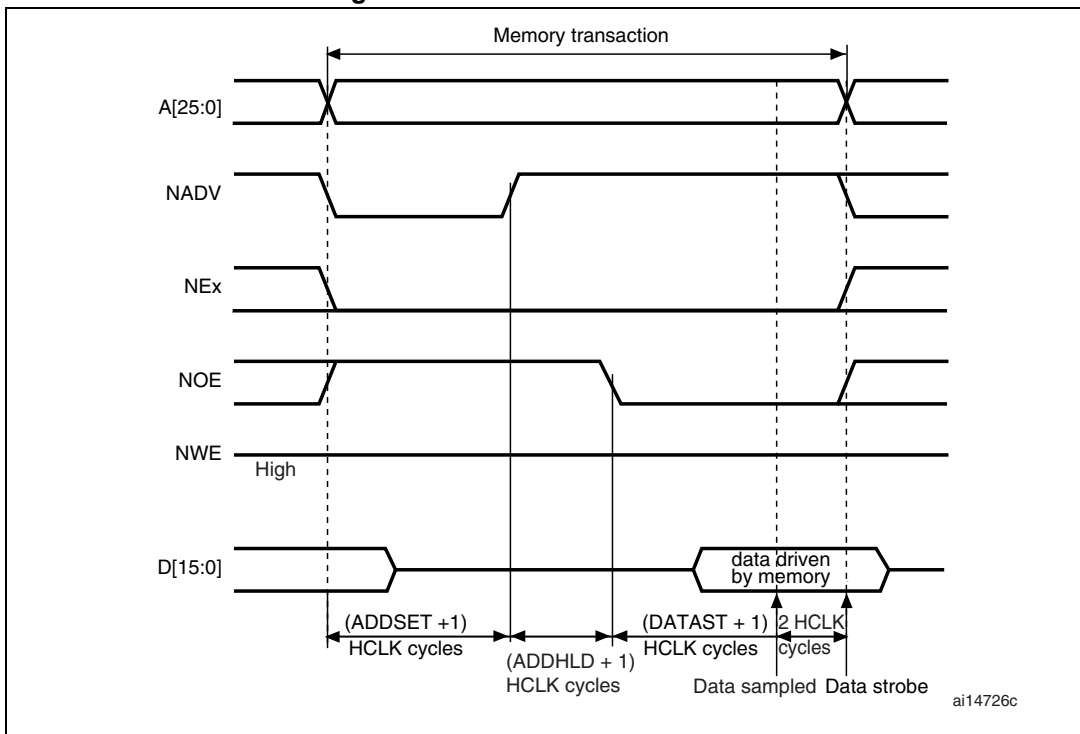 Memory transaction
A[25:0]
NADV
NEx
NOE
NWE
High
D[15:0]
data driven
by memory
(ADDSET +1)
HCLK cycles
(ADDHLD + 1)
HCLK cycles
(DATAST + 1)
HCLK cycles
2 HCLK
cycles
Data sampled
Data strobe
ai14726c